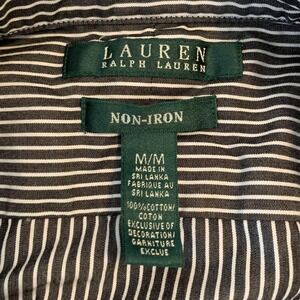 LAUREN
RALPH LAUREN
NON-IRON
M/M
MADE IN
SRI LANKA
FABRIQUE AU
SRI LANKA
100%COTTON/
COTON
EXCLUSIVE OF
DECORATION/
GARNITURE
EXCLUE